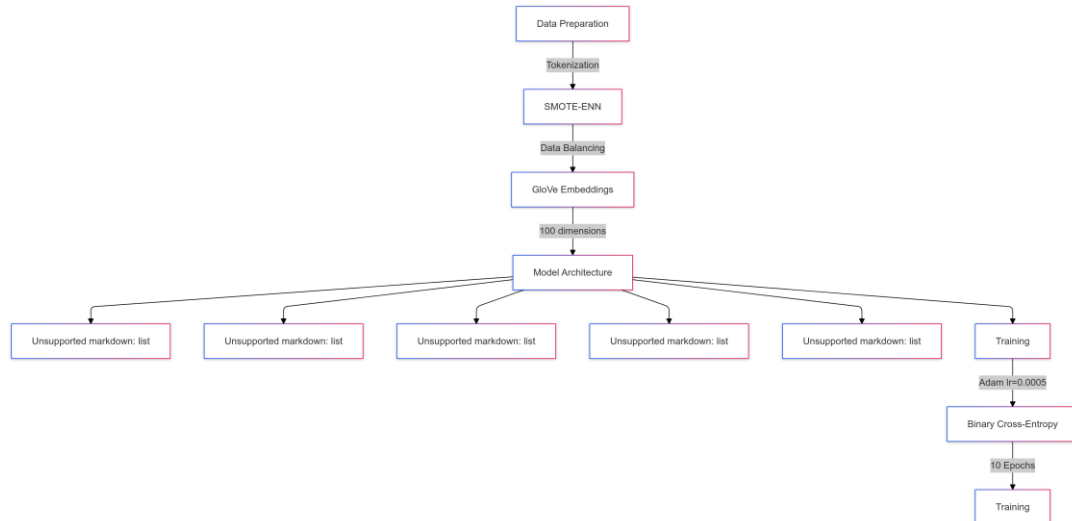 Data Preparation
Tokenization
SMOTE-ENN
Data Balancing
GloVe Embeddings
100 dimensions
Model Architecture
Unsupported markdown: list
Unsupported markdown: list
Unsupported markdown: list
Unsupported markdown: list
Unsupported markdown: list
Training
Adam lr=0.0005
Binary Cross-Entropy
10 Epochs
Training